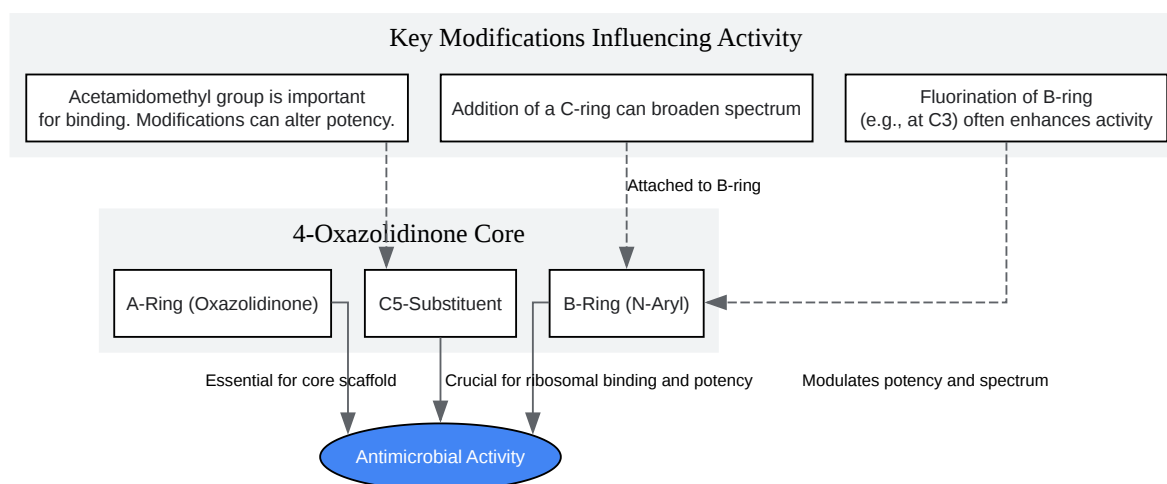 Key Modifications Influencing Activity
Acetamidomethyl group is important
for binding. Modifications can alter potency.
Addition of a C-ring can broaden spectrum
Fluorination of B-ring
(e.g., at C3) often enhances activity
Attached to B-ring
4-Oxazolidinone Core
A-Ring (Oxazolidinone)
C5-Substituent
B-Ring (N-Aryl)
Essential for core scaffold
Crucial for ribosomal binding and potency
Modulates potency and spectrum
Antimicrobial Activity